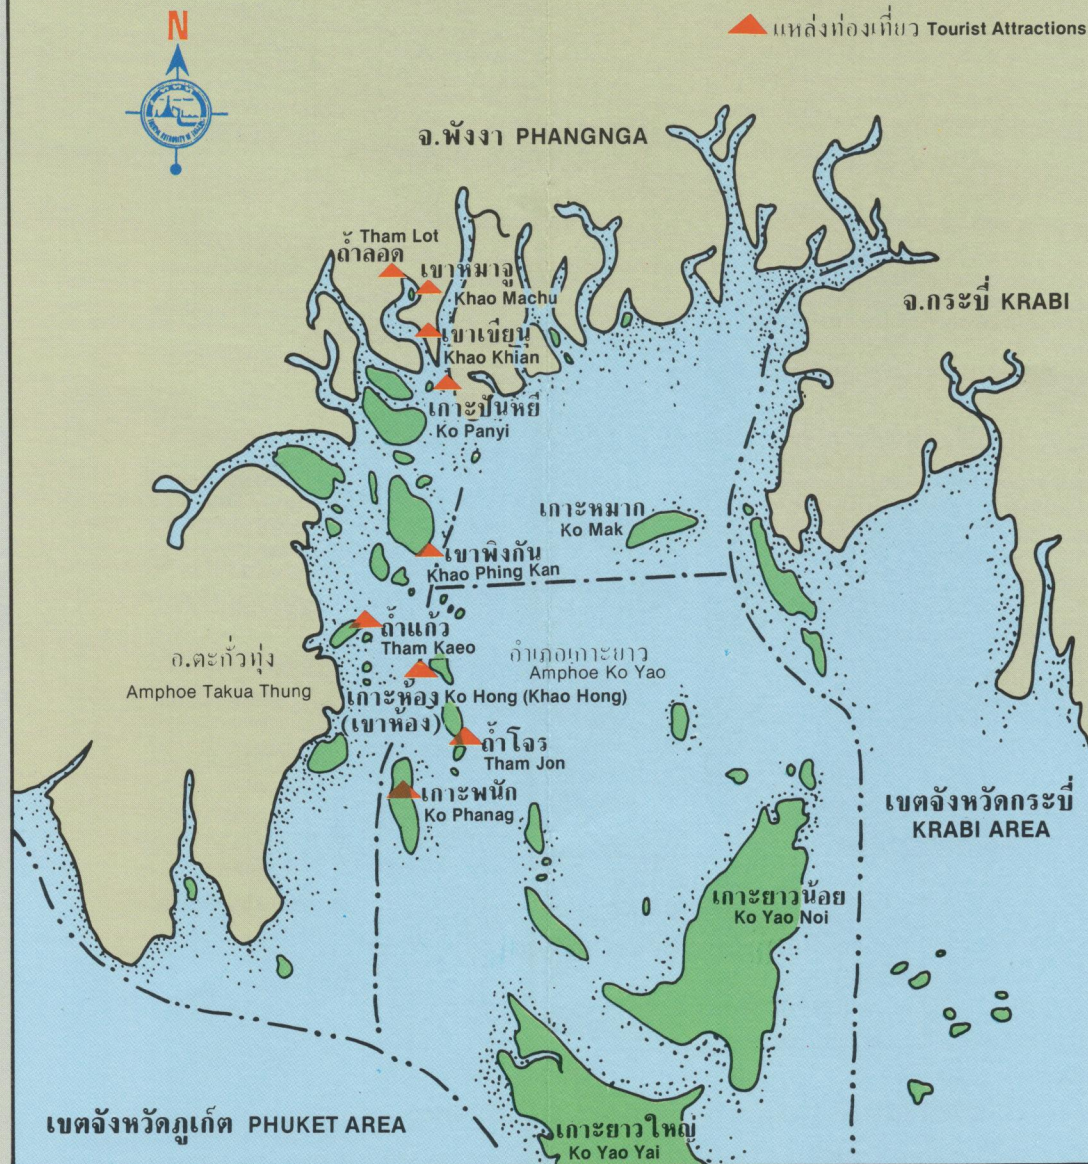 N
แหล่งท่องเที่ยว Tourist Attractions
จ.พังงา PHANGNGA
Tham Lot
ถ้ำลอด
เขาหมาจู
Khao Machu
จ.กระบี่ KRABI
เขาเขียน
Khao Khian
เกาะปันหยี
Ko Panyi
เกาะหมาก
Ko Mak
เขาพิงกัน
Khao Phing Kan
ถ้ำแก้ว
Tham Kaeo
อ.ตะกั่วทุ่ง
Amphoe Takua Thung
อำเภอเกาะยาว
Amphoe Ko Yao
เกาะห้อง Ko Hong (Khao Hong)
(เขาห้อง)
ถ้ำโจร
Tham Jon
เกาะพนัก
Ko Phanag
เขตจังหวัดกระบี่
KRABI AREA
เกาะยาวน้อย
Ko Yao Noi
เขตจังหวัดภูเก็ต PHUKET AREA
เกาะยาวใหญ่
Ko Yao Yai